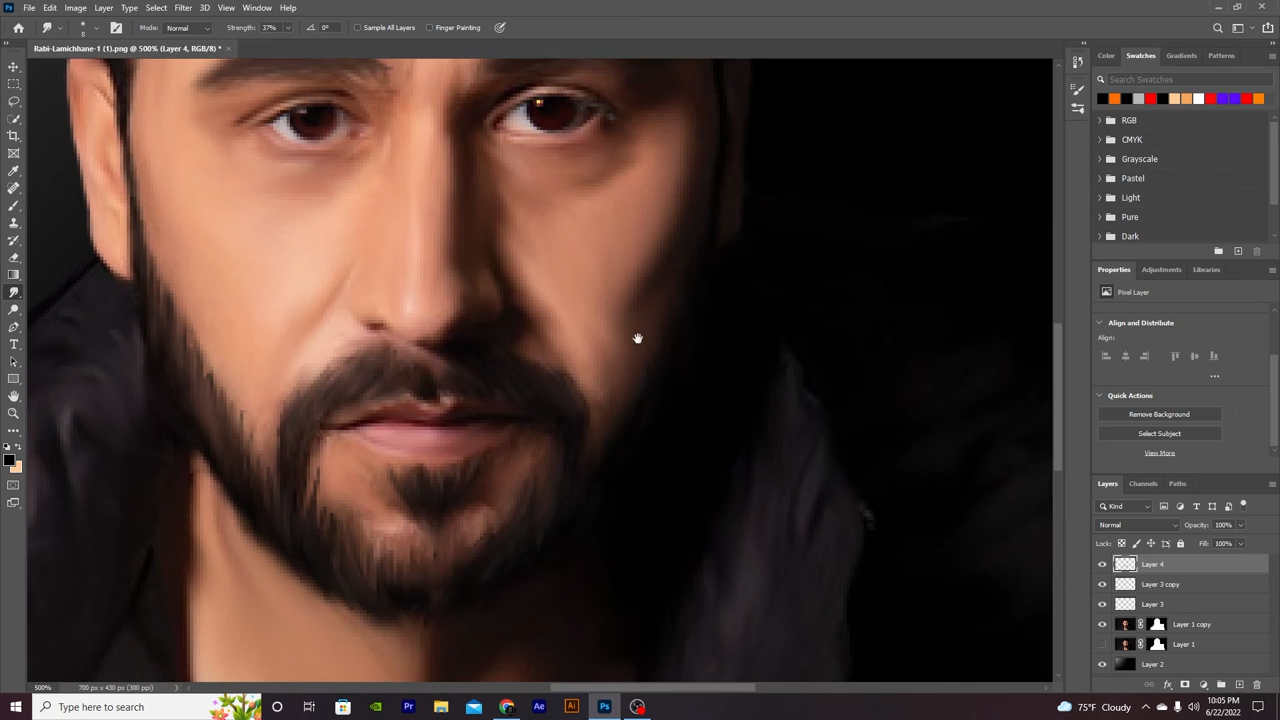 File Edit Image Layer Type Select Filter 3D View Window Help
8 Mode: Normal Strength: 37% 0° Sample All Layers Finger Painting
Rabi-Lamichhane-1 (1).png @ 500% (Layer 4, RGB/8) *
Color Swatches Gradients Patterns
Search Swatches
RGB
CMYK
Grayscale
Pastel
Light
Pure
Dark
Properties Adjustments Libraries
Pixel Layer
Align and Distribute
Align:
Quick Actions
Remove Background
Select Subject
View More
Layers Channels Paths
Kind
Normal Opacity: 100%
Lock: Fill: 100%
Layer 4
Layer 3 copy
Layer 3
Layer 1 copy
Layer 1
Layer 2
500% 700 px x 430 px (300 ppi)
Type here to search
75°F Cloudy
10:05 PM
6/22/2022